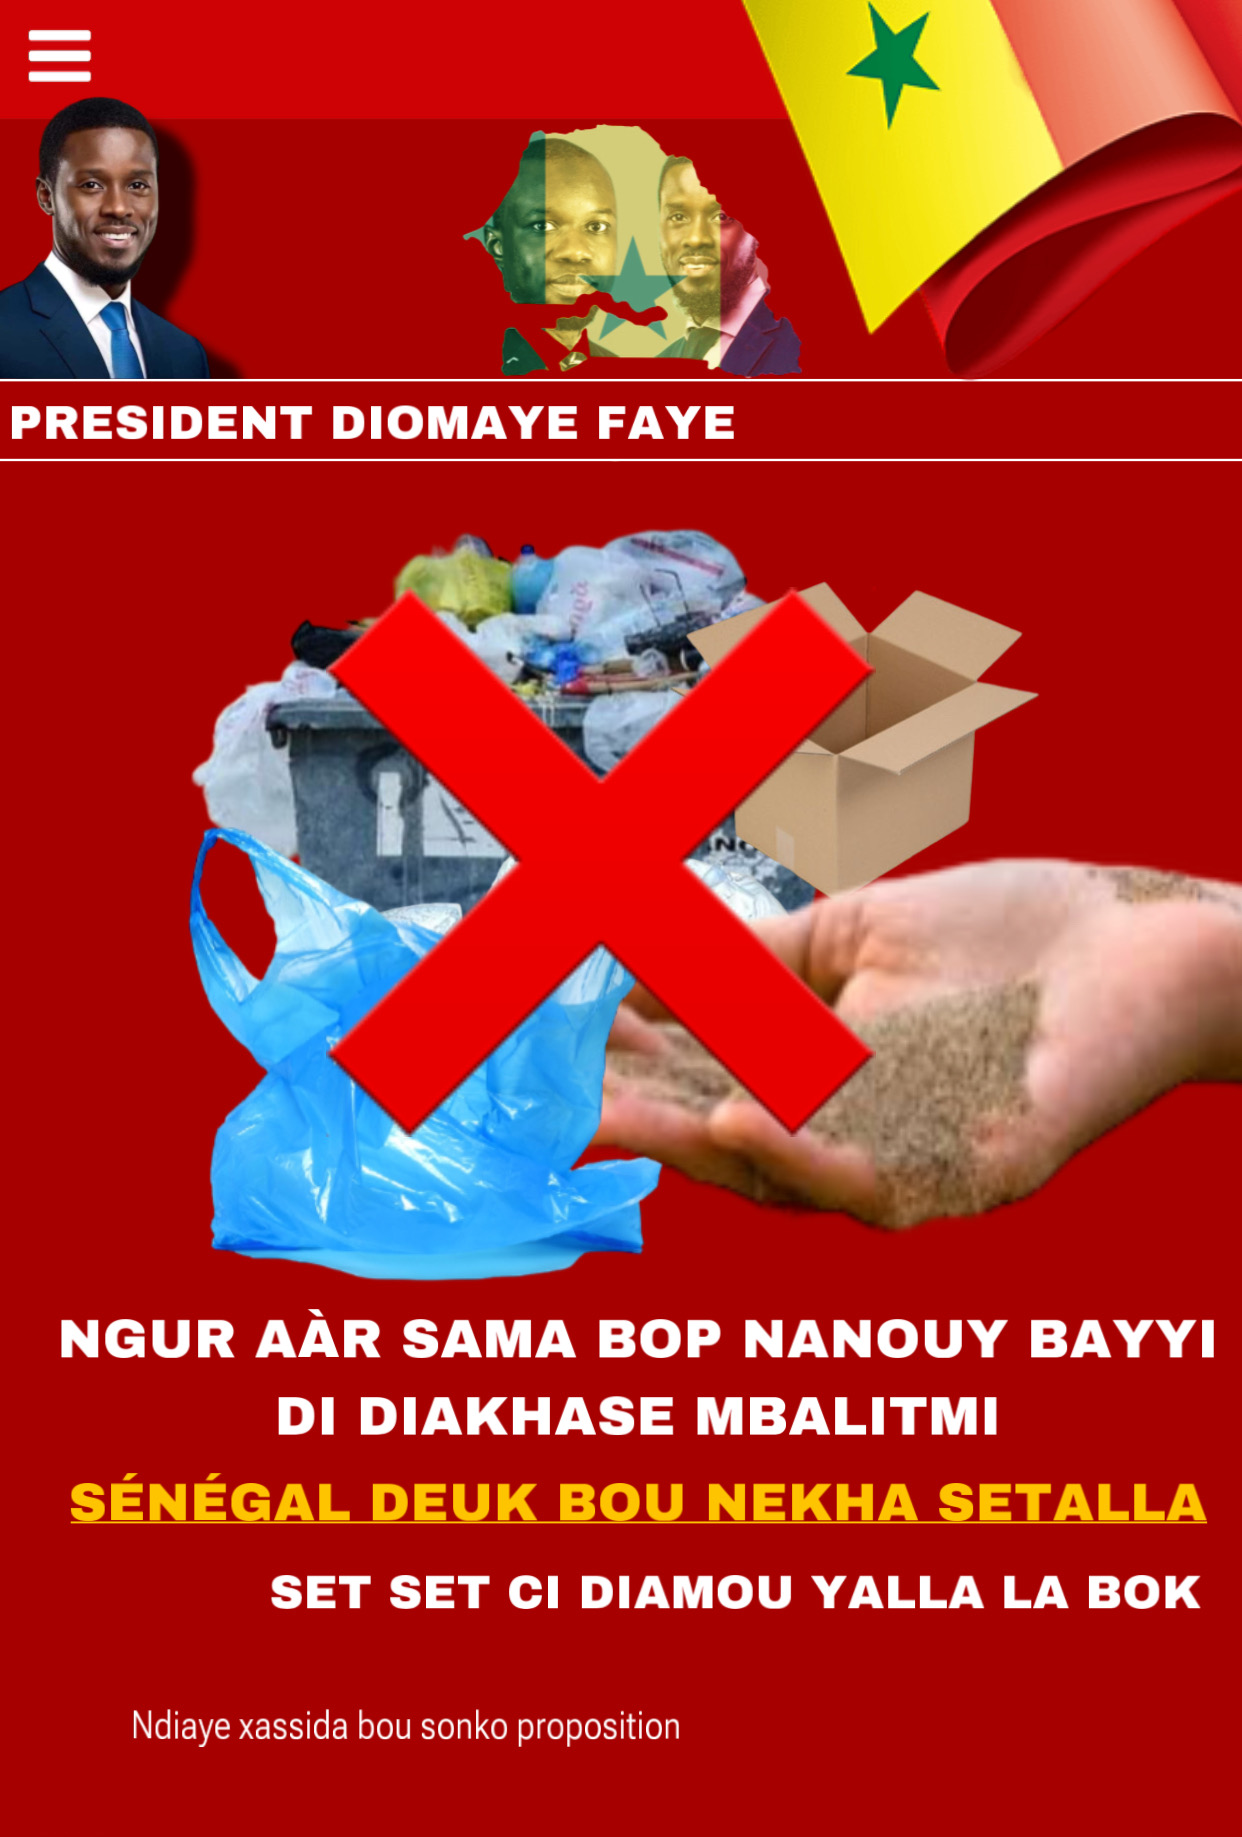 PRESIDENT DIOMAYE FAYE
NGUR AÀR SAMA BOP NANOUY BAYYI
DI DIAKHASE MBALITMI
SÉNÉGAL DEUK BOU NEKHA SETALLA
SET SET CI DIAMOU YALLA LA BOK
Ndiaye xassida bou sonko proposition